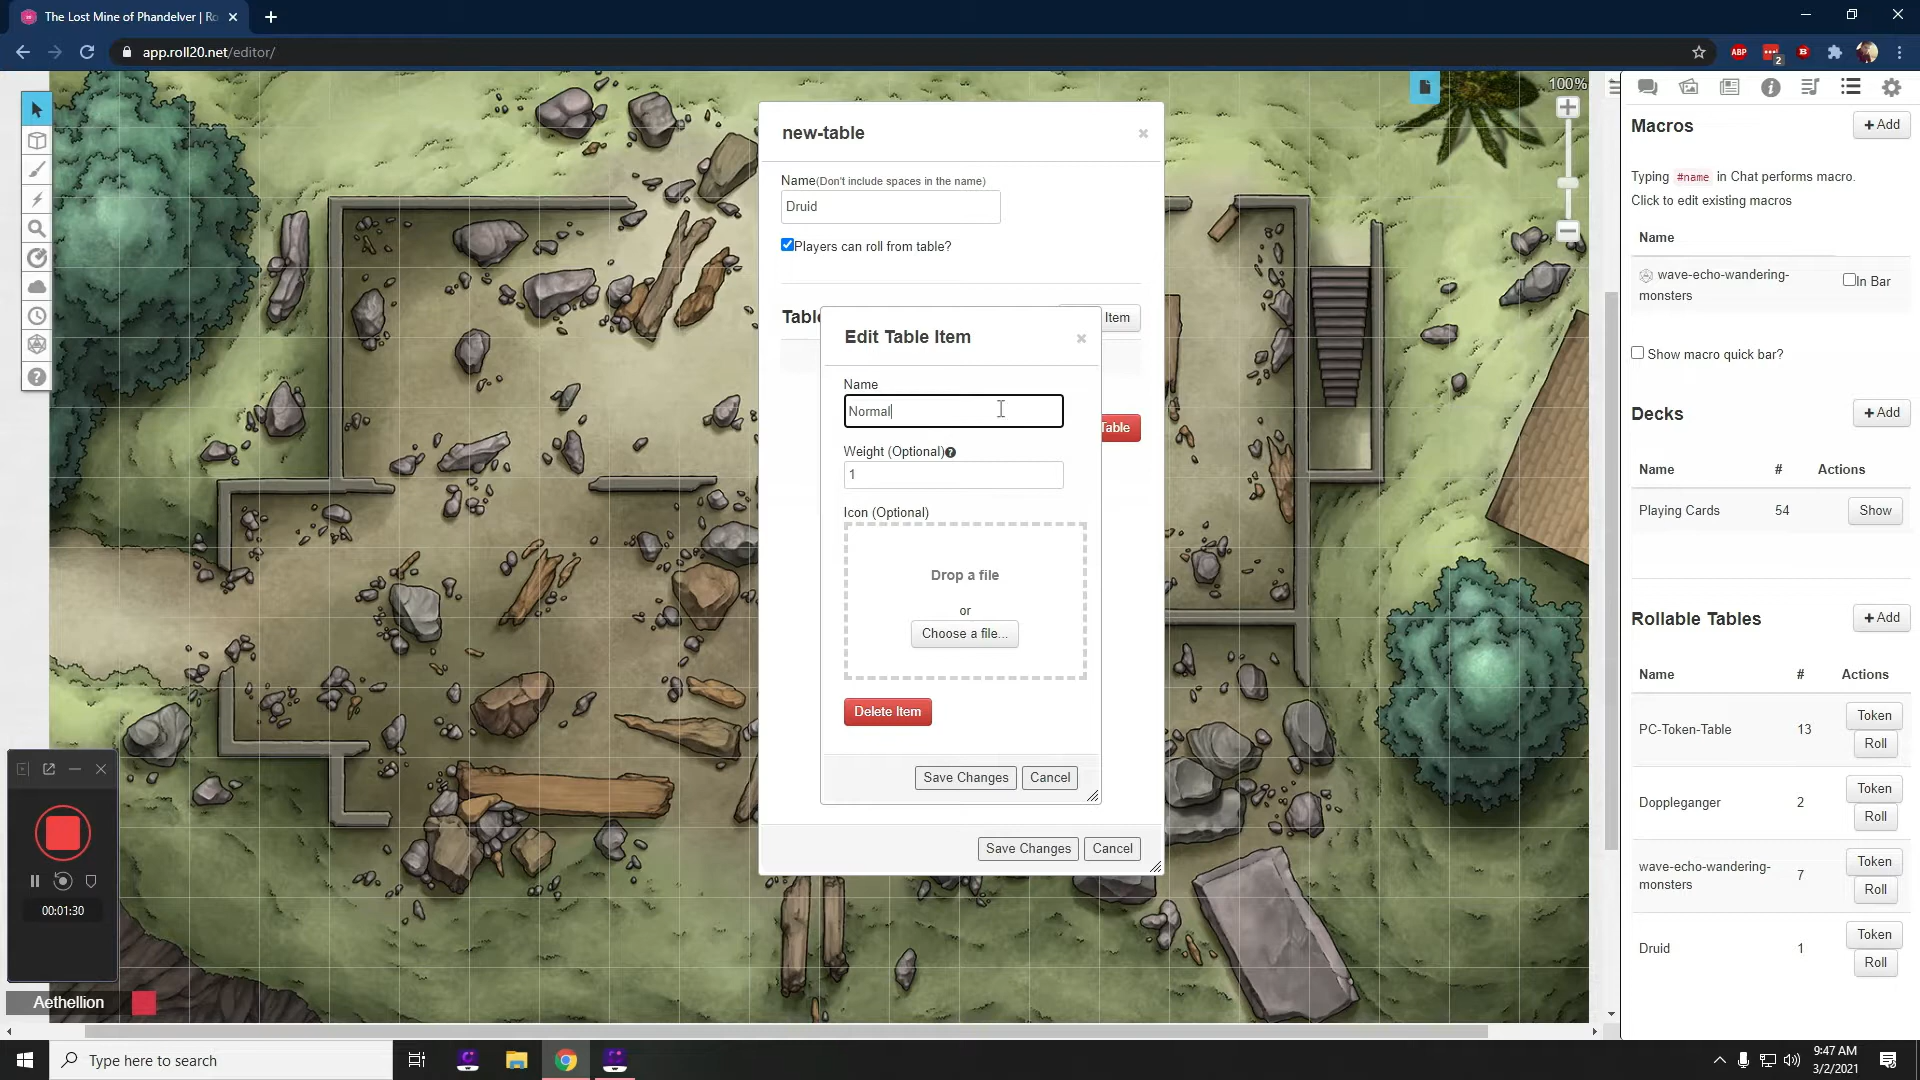 The Lost Mine of Phandelver | Ro
app.roll20.net/editor/
ABP
2
B
100%
new-table
Name(Don't include spaces in the name)
Druid
Players can roll from table?
Table
Item
Edit Table Item
Name
Normal
Table
Weight (Optional)
1
Icon (Optional)
Drop a file
or
Choose a file...
Delete Item
Save Changes
Cancel
Save Changes
Cancel
Macros
+ Add
Typing #name in Chat performs macro.
Click to edit existing macros
Name
wave-echo-wandering-
monsters
In Bar
Show macro quick bar?
Decks
+ Add
Name # Actions
Playing Cards 54 Show
Rollable Tables
+ Add
Name # Actions
PC-Token-Table 13 Token
Roll
Doppleganger 2 Token
Roll
wave-echo-wandering-
monsters 7 Token
Roll
Druid 1 Token
Roll
00:01:30
Aethellion
Type here to search
9:47 AM
3/2/2021